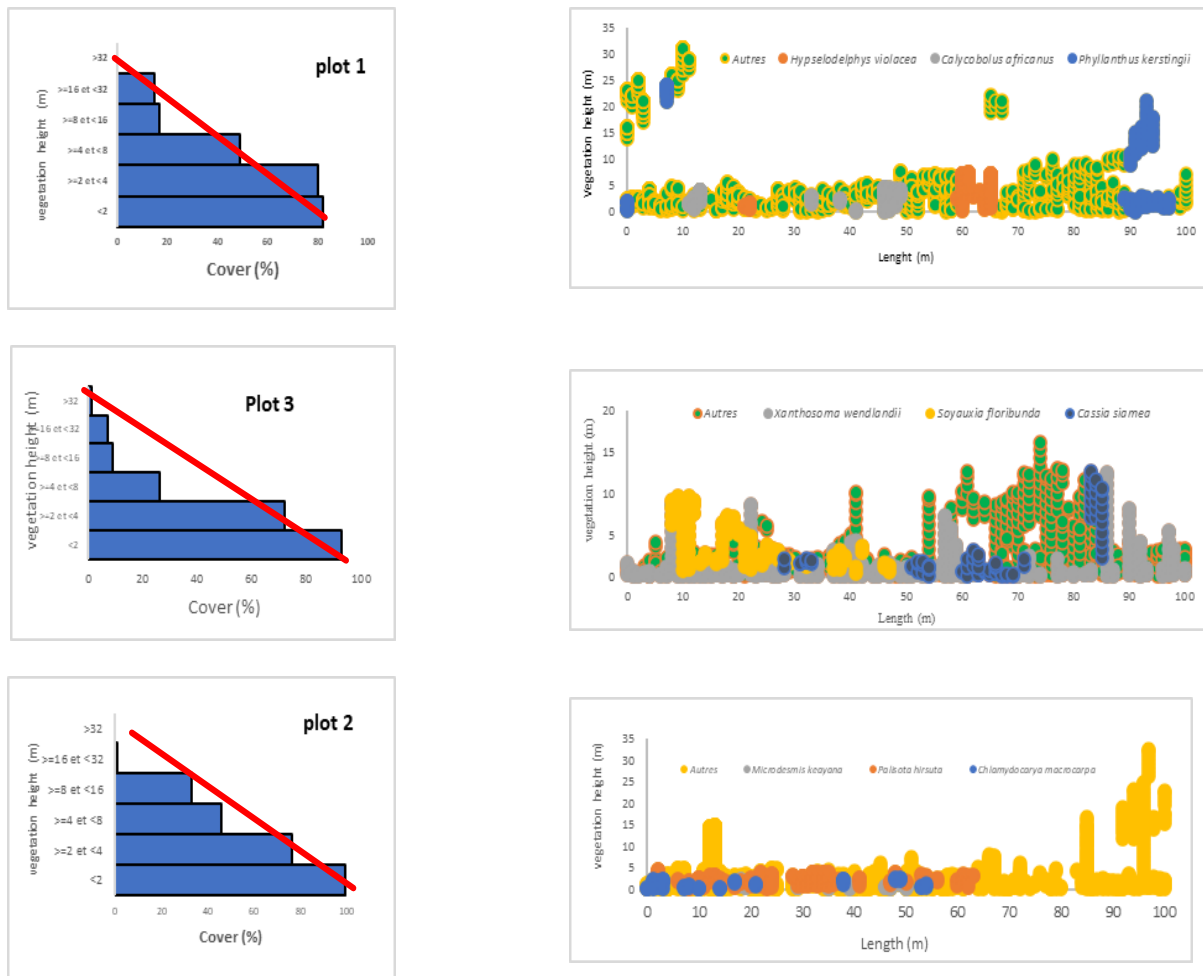 plot 1
vegetation height (m)
>32
>=16 et <32
>=8 et <16
>=4 et <8
>=2 et <4
<2
0 20 40 60 80 100
Cover (%)
Vegetation height (m)
35
30
25
20
15
10
5
0
Autres Hypselodelphys violacea Calycobolus africanus Phyllanthus kerstingii
0 10 20 30 40 50 60 70 80 90 100
Lenght (m)
Plot 3
vegetation height (m)
>32
=16 et <32
>=8 et <16
>=4 et <8
>=2 et <4
<2
0 20 40 60 80 100
Cover (%)
vegetation height (m)
20
15
10
5
0
Autres Xanthosoma wendlandii Soyauxia floribunda Cassia siamea
0 10 20 30 40 50 60 70 80 90 100
Length (m)
plot 2
vegetation height (m)
>32
>=16 et <32
>=8 et <16
>=4 et <8
>=2 et <4
<2
0 20 40 60 80 100
Cover (%)
vegetation height (m)
35
30
25
20
15
10
5
0
Autres Microdesmis keayana Palisota hirsuta Chlamydocarya macrocarpa
0 10 20 30 40 50 60 70 80 90 100
Length (m)